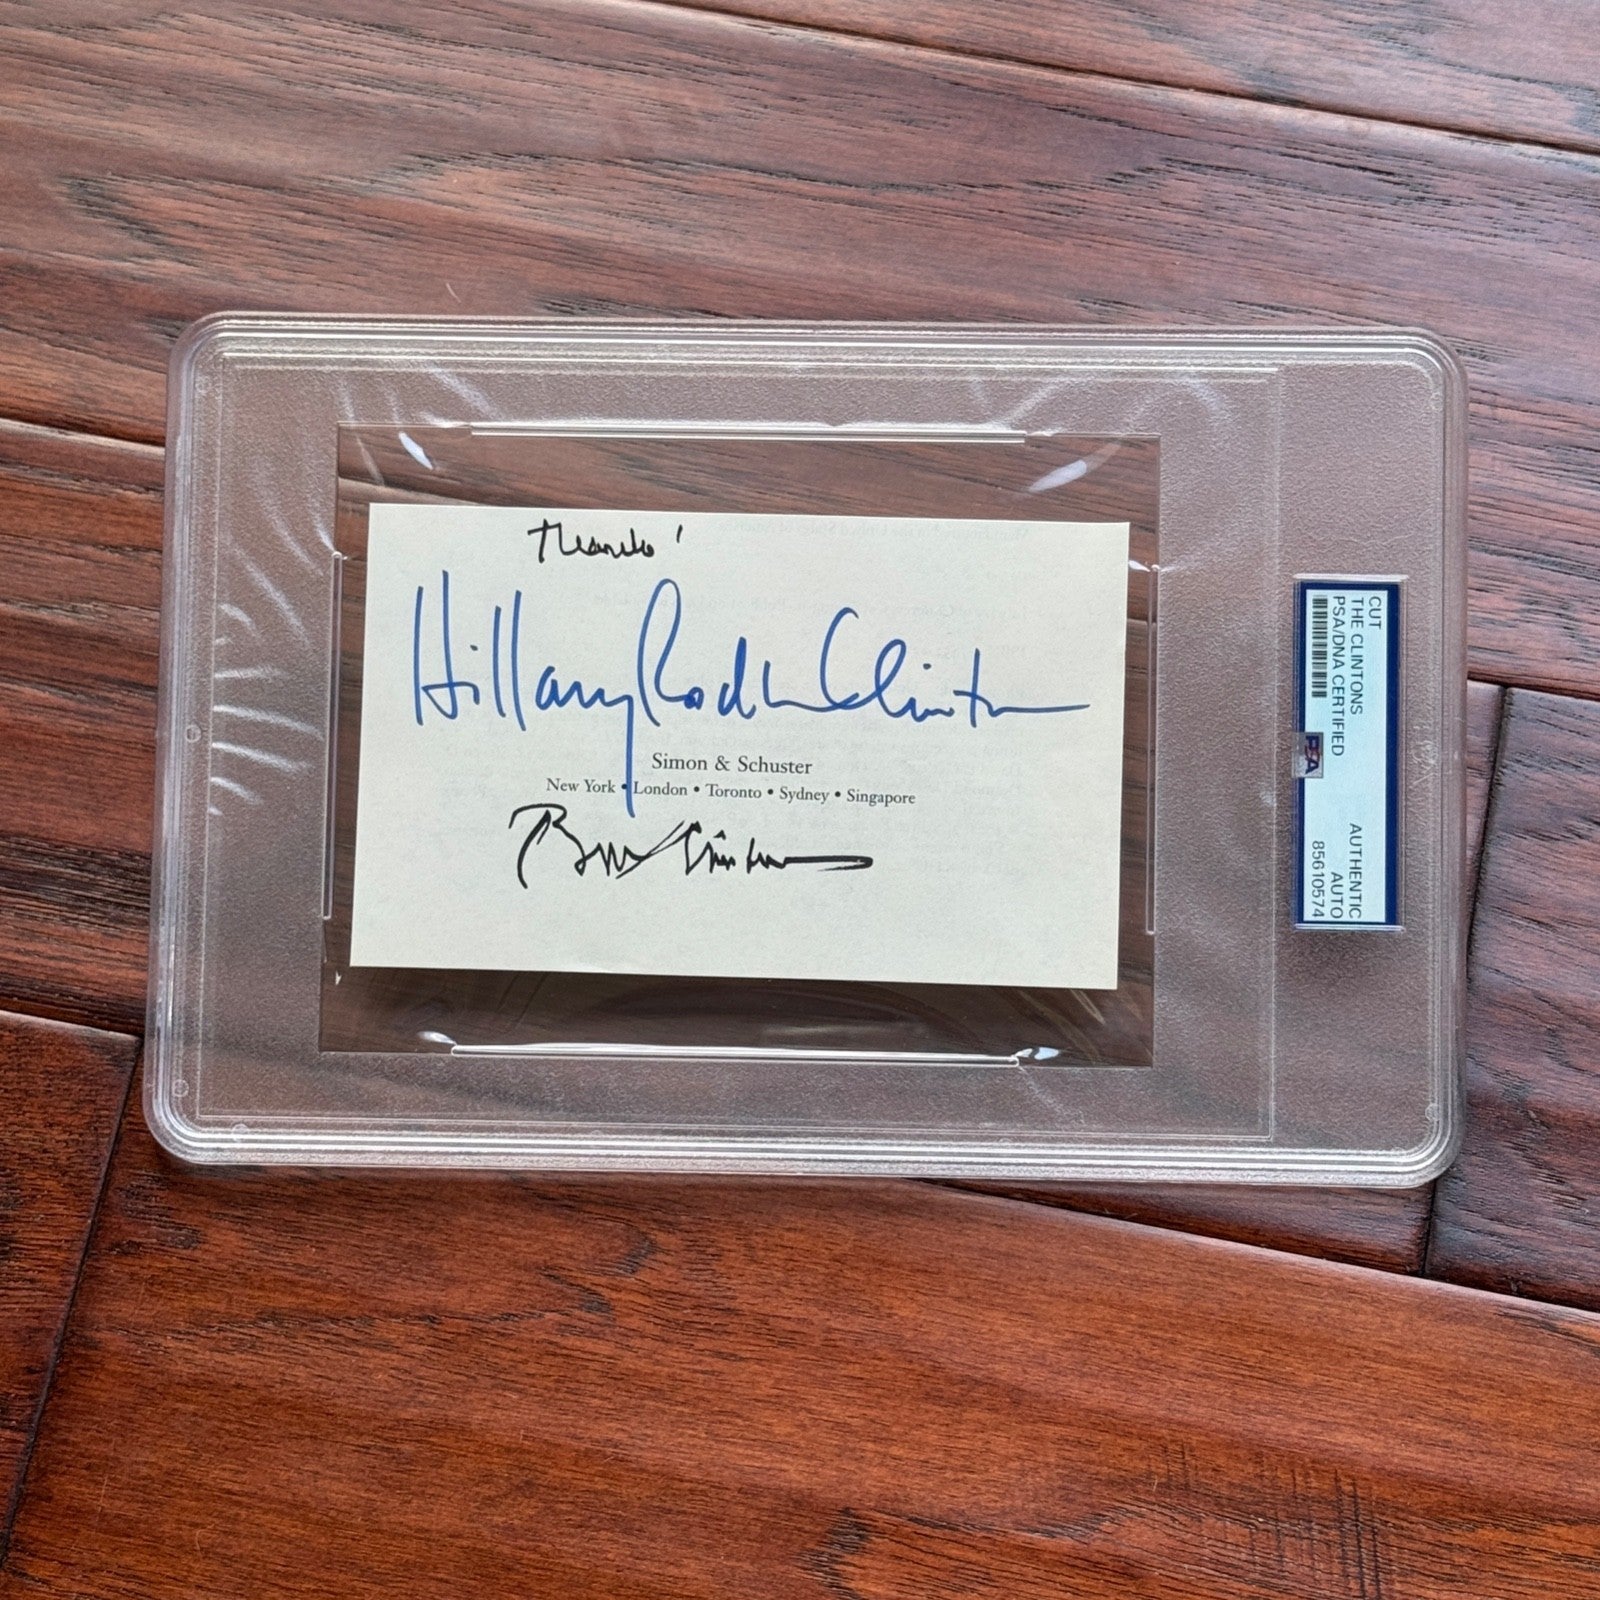 Thanks!
Hillary Rodham Clinton
Simon & Schuster
New York • London • Toronto • Sydney • Singapore
Bill Clinton
CUT
THE CLINTONS
PSA/DNA CERTIFIED
AUTHENTIC
AUTO
85610574
PSA